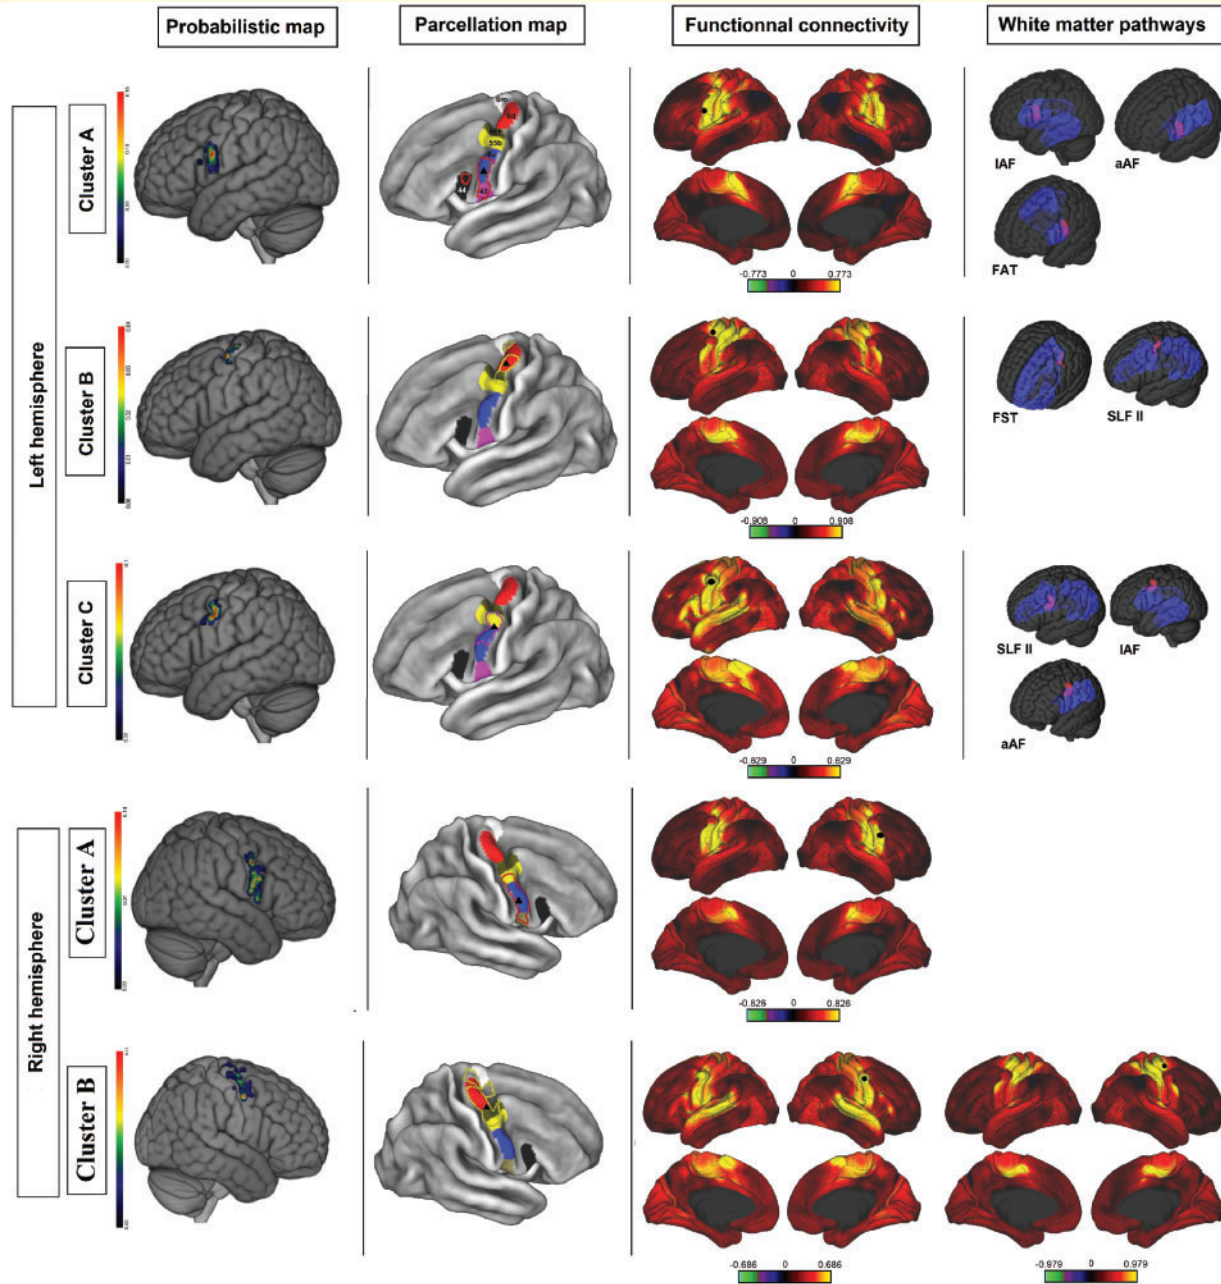 Probabilistic map
Parcellation map
Functionnal connectivity
White matter pathways
Left hemisphere
Cluster A
55b
44
43
-0.773 0 0.773
IAF
aAF
FAT
Cluster B
-0.908 0 0.908
FST
SLF II
Cluster C
-0.829 0 0.829
SLF II
IAF
aAF
Right hemisphere
Cluster A
-0.826 0 0.826
Cluster B
-0.686 0 0.686
-0.979 0 0.979